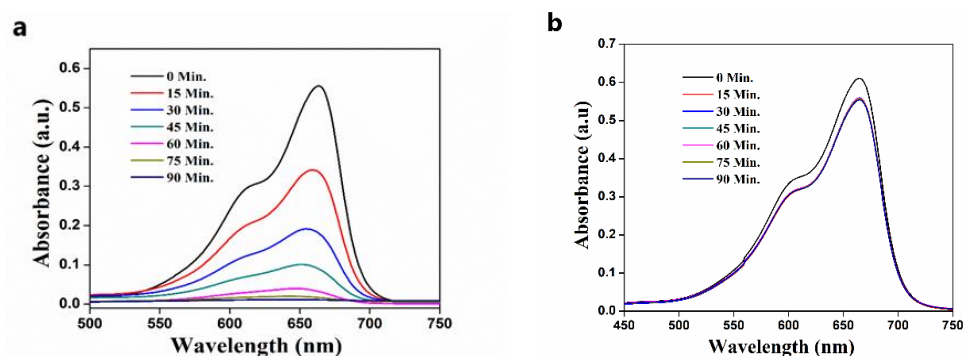 a
0.6
0.5
0.4
0.3
0.2
0.1
0.0
Absorbance (a.u.)
0 Min.
15 Min.
30 Min.
45 Min.
60 Min.
75 Min.
90 Min.
500 550 600 650 700 750
Wavelength (nm)
b
0.7
0.6
0.5
0.4
0.3
0.2
0.1
0.0
Absorbance (a.u)
0 Min.
15 Min.
30 Min.
45 Min.
60 Min.
75 Min.
90 Min.
450 500 550 600 650 700 750
Wavelength (nm)